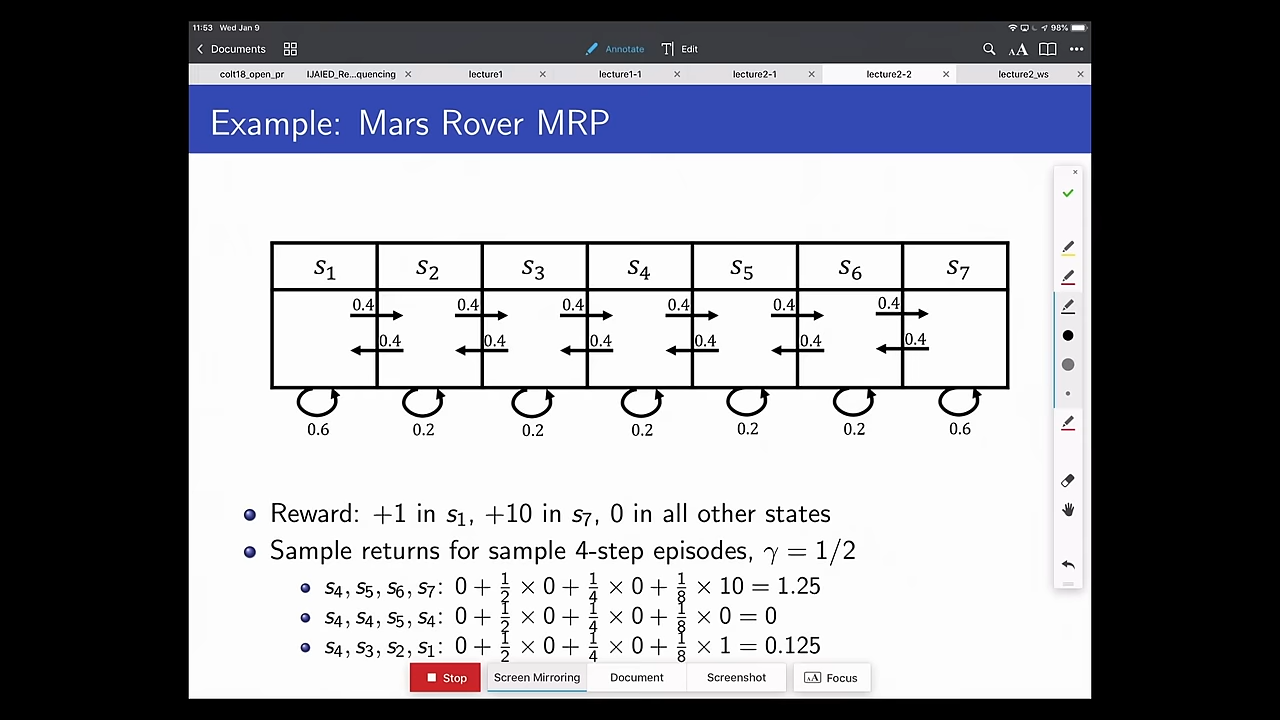 11:53 Wed Jan 9 98%
Documents Annotate Edit AA
colt18_open_pr IJAIED_Re...quencing × lecture1 × lecture1-1 × lecture2-1 × lecture2-2 × lecture2_ws ×
Example: Mars Rover MRP
s₁ s₂ s₃ s₄ s₅ s₆ s₇
0.4 0.4 0.4 0.4 0.4 0.4
0.4 0.4 0.4 0.4 0.4 0.4
0.6 0.2 0.2 0.2 0.2 0.2 0.6
Reward: +1 in s₁, +10 in s₇, 0 in all other states
Sample returns for sample 4-step episodes, γ = 1/2
s₄, s₅, s₆, s₇: 0 + 1/2 × 0 + 1/4 × 0 + 1/8 × 10 = 1.25
s₄, s₄, s₅, s₄: 0 + 1/2 × 0 + 1/4 × 0 + 1/8 × 0 = 0
s₄, s₃, s₂, s₁: 0 + 1/2 × 0 + 1/4 × 0 + 1/8 × 1 = 0.125
Stop Screen Mirroring Document Screenshot AA Focus